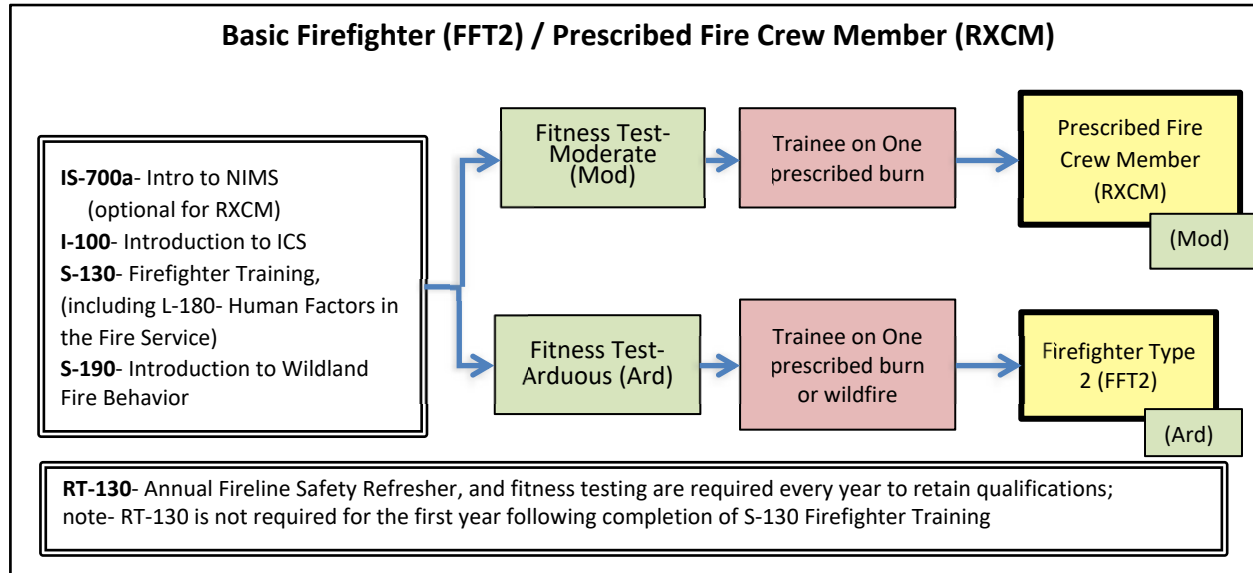 Basic Firefighter (FFT2) / Prescribed Fire Crew Member (RXCM)
IS-700a- Intro to NIMS
(optional for RXCM)
I-100- Introduction to ICS
S-130- Firefighter Training,
(including L-180- Human Factors in
the Fire Service)
S-190- Introduction to Wildland
Fire Behavior
Fitness Test-
Moderate
(Mod)
Trainee on One
prescribed burn
Prescribed Fire
Crew Member
(RXCM)
(Mod)
Fitness Test-
Arduous (Ard)
Trainee on One
prescribed burn
or wildfire
Firefighter Type
2 (FFT2)
(Ard)
RT-130- Annual Fireline Safety Refresher, and fitness testing are required every year to retain qualifications;
note- RT-130 is not required for the first year following completion of S-130 Firefighter Training